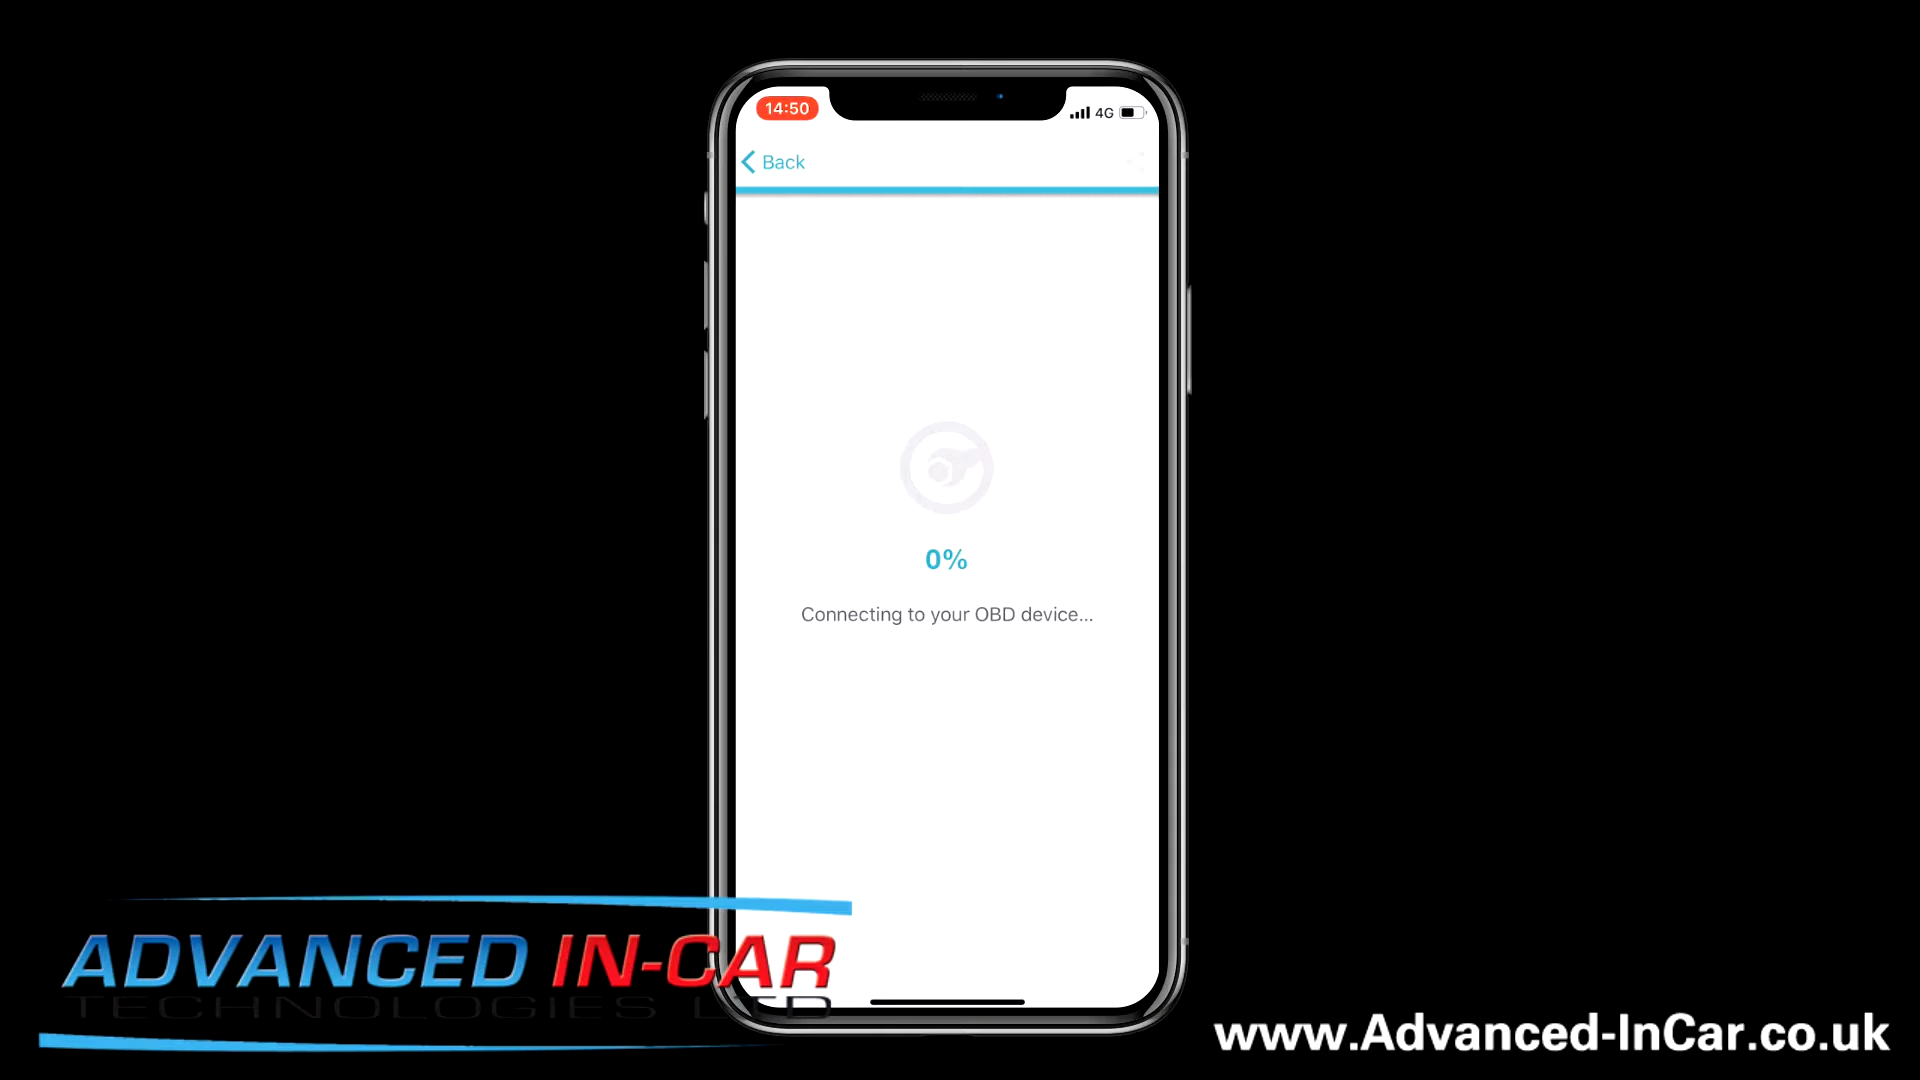 14:50
4G
Back
0%
Connecting to your OBD device...
ADVANCED IN-CAR
TECHNOLOGIES LTD
www.Advanced-InCar.co.uk